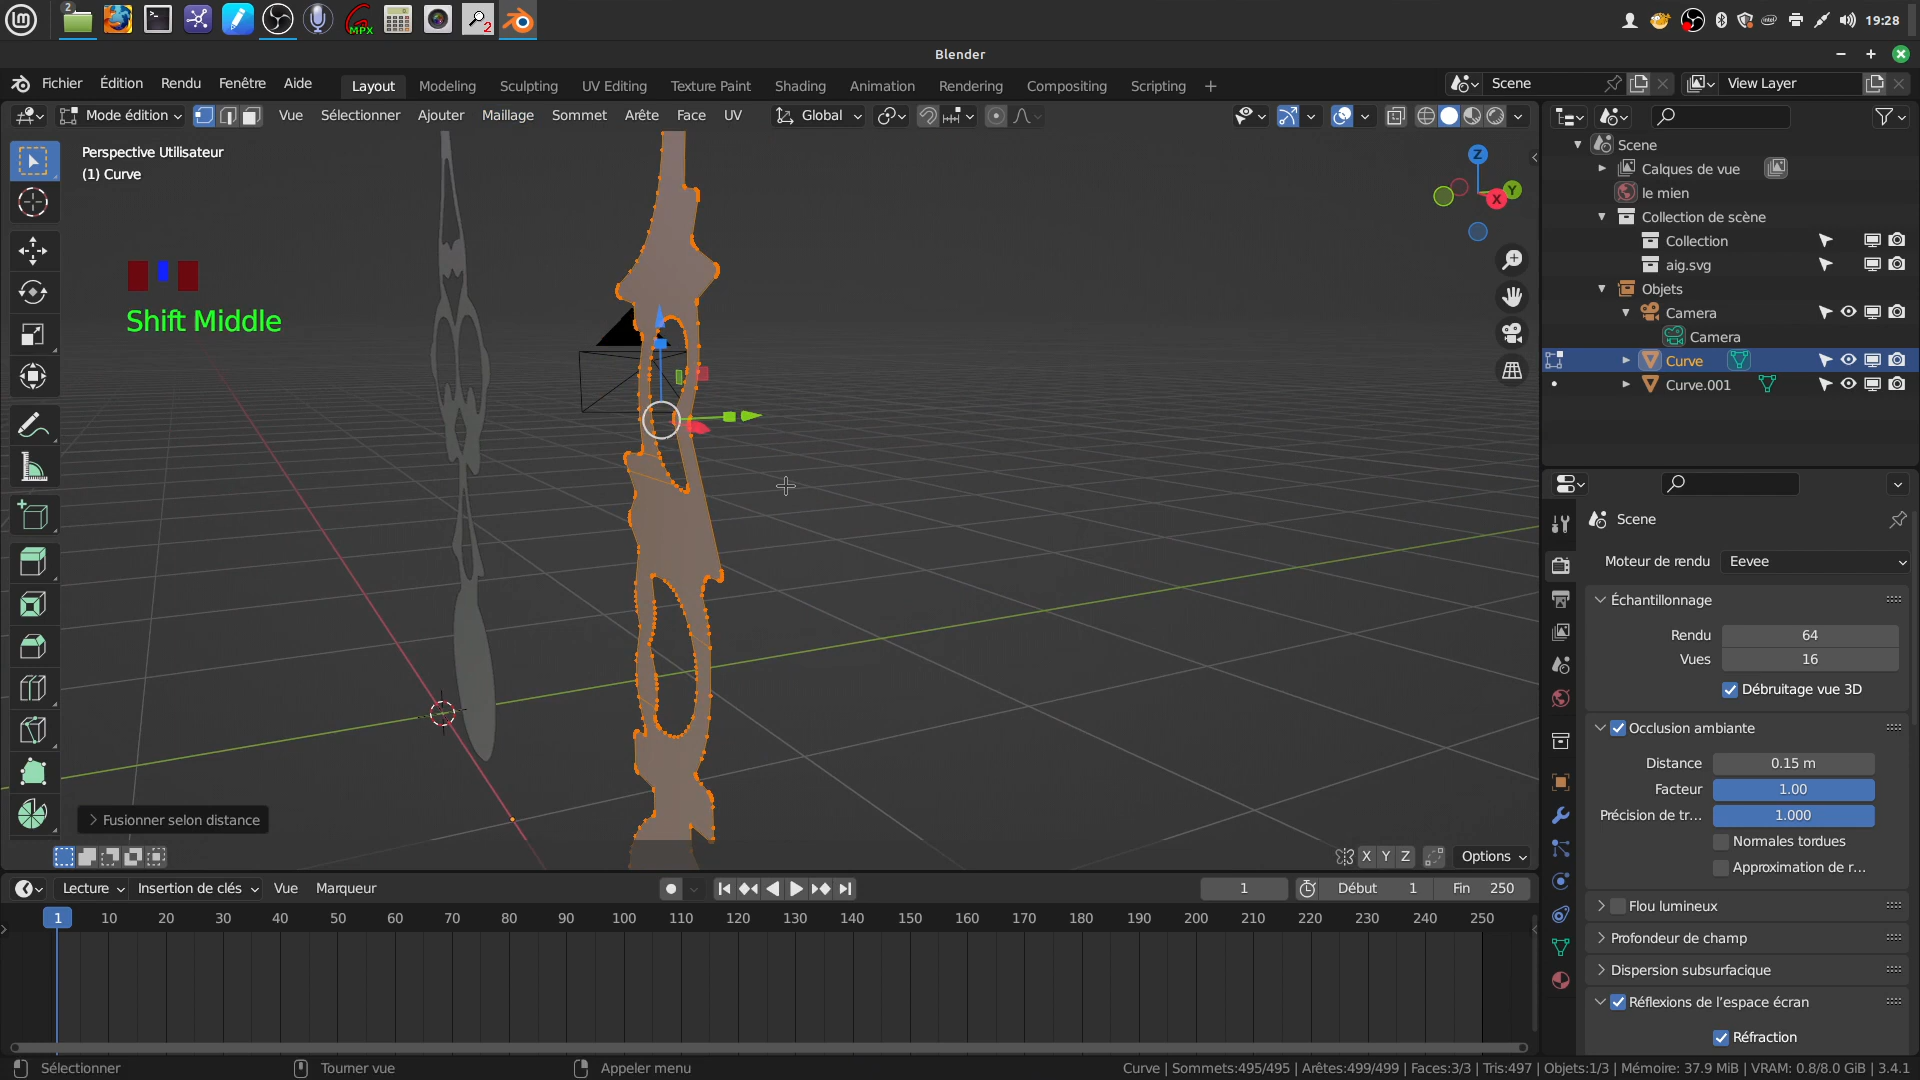 2
MPX
2
19:28
Blender
Fichier Édition Rendu Fenêtre Aide
Layout Modeling Sculpting UV Editing Texture Paint Shading Animation Rendering Compositing Scripting +
Scene
View Layer
Mode édition Vue Sélectionner Ajouter Maillage Sommet Arête Face UV Global
Perspective Utilisateur
(1) Curve
Shift Middle
Z
Y
X
Scene
Calques de vue
le mien
Collection de scène
Collection
aig.svg
Objets
Camera
Camera
Curve
Curve.001
Scene
Moteur de rendu Eevee
Échantillonnage
Rendu 64
Vues 16
Débruitage vue 3D
Occlusion ambiante
Distance 0.15 m
Facteur 1.00
Précision de tr... 1.000
Normales tordues
Approximation de r...
Flou lumineux
Profondeur de champ
Dispersion subsurfacique
Réflexions de l'espace écran
Réfraction
Fusionner selon distance
X Y Z Options
Lecture Insertion de clés Vue Marqueur
1 Début 1 Fin 250
1 10 20 30 40 50 60 70 80 90 100 110 120 130 140 150 160 170 180 190 200 210 220 230 240 250
Sélectionner Tourner vue Appeler menu
Curve | Sommets:495/495 | Arêtes:499/499 | Faces:3/3 | Tris:497 | Objets:1/3 | Mémoire: 37.9 MiB | VRAM: 0.8/8.0 GiB | 3.4.1